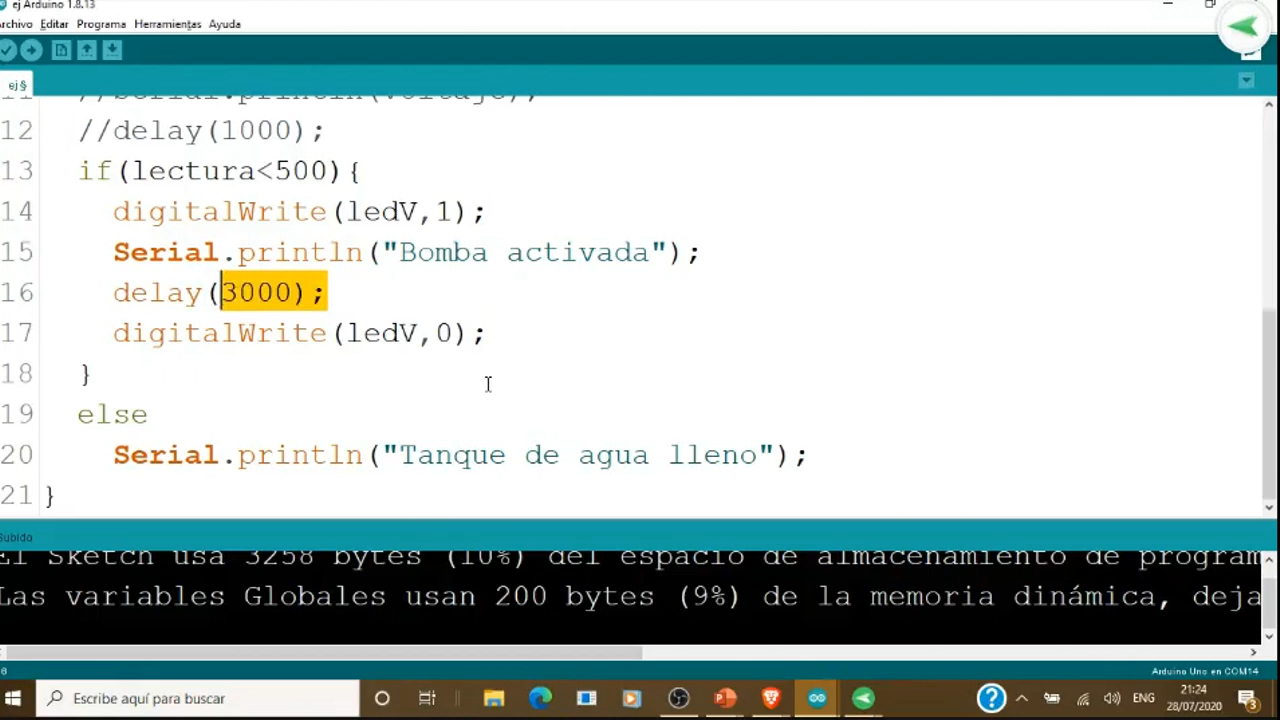 ej Arduino 1.8.13
Archivo Editar Programa Herramientas Ayuda
ej §
11 //Serial.println(voltaje);
12 //delay(1000);
13 if(lectura<500){
14 digitalWrite(ledV,1);
15 Serial.println("Bomba activada");
16 delay(3000);
17 digitalWrite(ledV,0);
18 }
19 else
20 Serial.println("Tanque de agua lleno");
21 }
Subido
El Sketch usa 3258 bytes (10%) del espacio de almacenamiento de program
Las variables Globales usan 200 bytes (9%) de la memoria dinámica, deja
Arduino Uno en COM14
Escribe aquí para buscar
ENG
21:24
28/07/2020
3